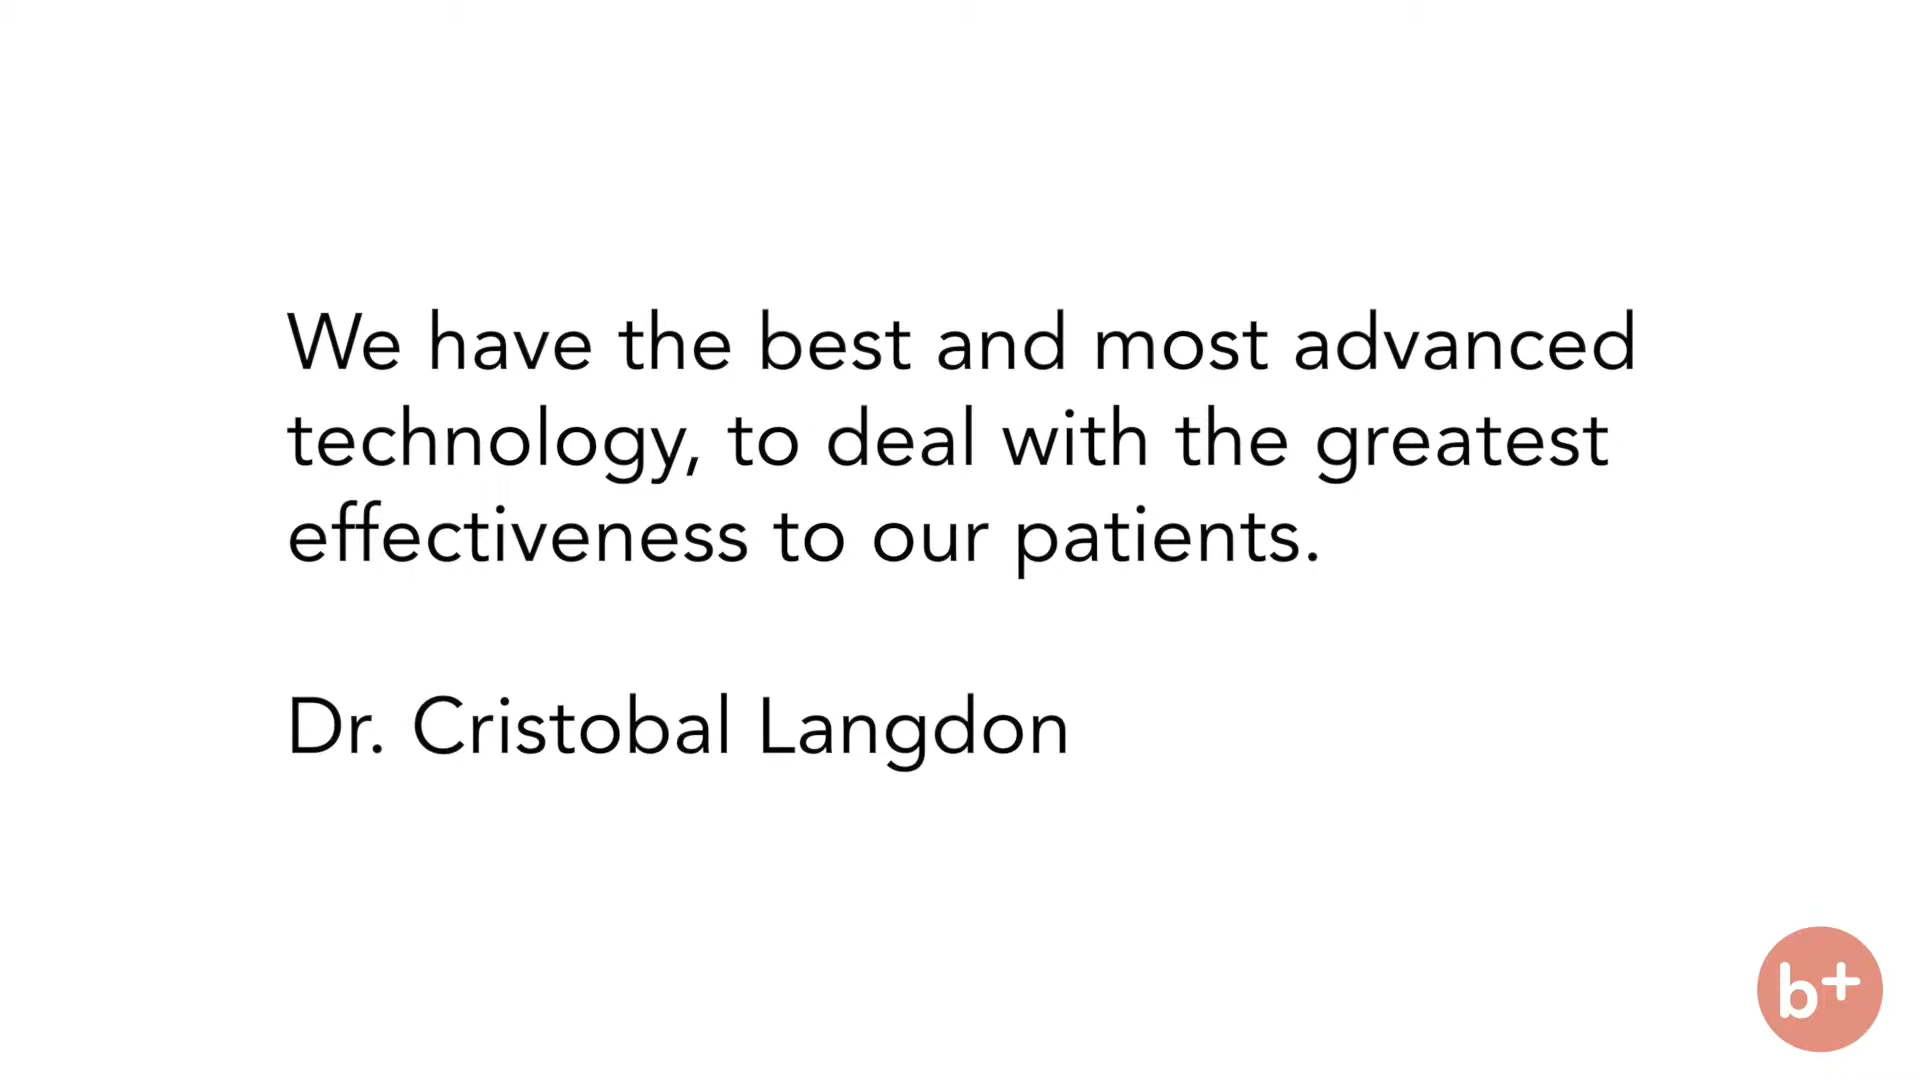 We have the best and most advanced
technology, to deal with the greatest
effectiveness to our patients.
Dr. Cristobal Langdon
b+